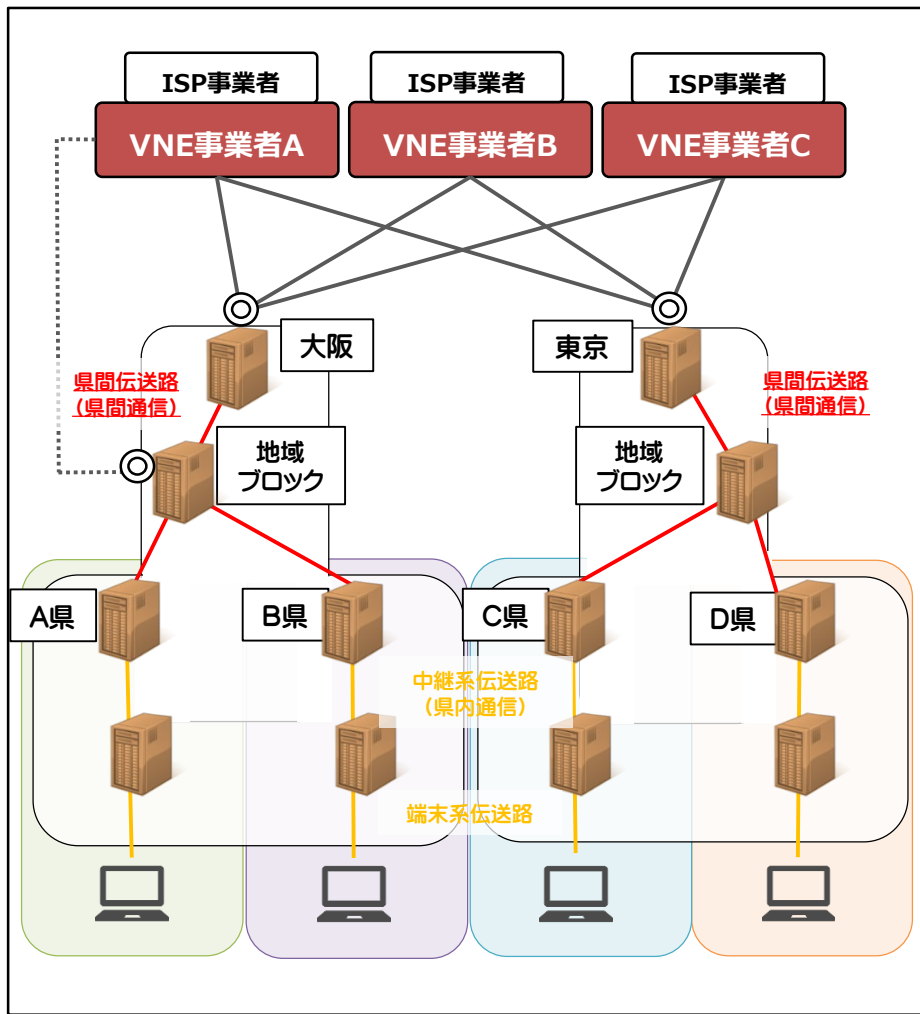 ISP事業者
ISP事業者
ISP事業者
VNE事業者A
VNE事業者B
VNE事業者C
大阪
東京
県間伝送路
(県間通信)
県間伝送路
(県間通信)
地域
ブロック
地域
ブロック
A県
B県
C県
D県
中継系伝送路
(県内通信)
端末系伝送路